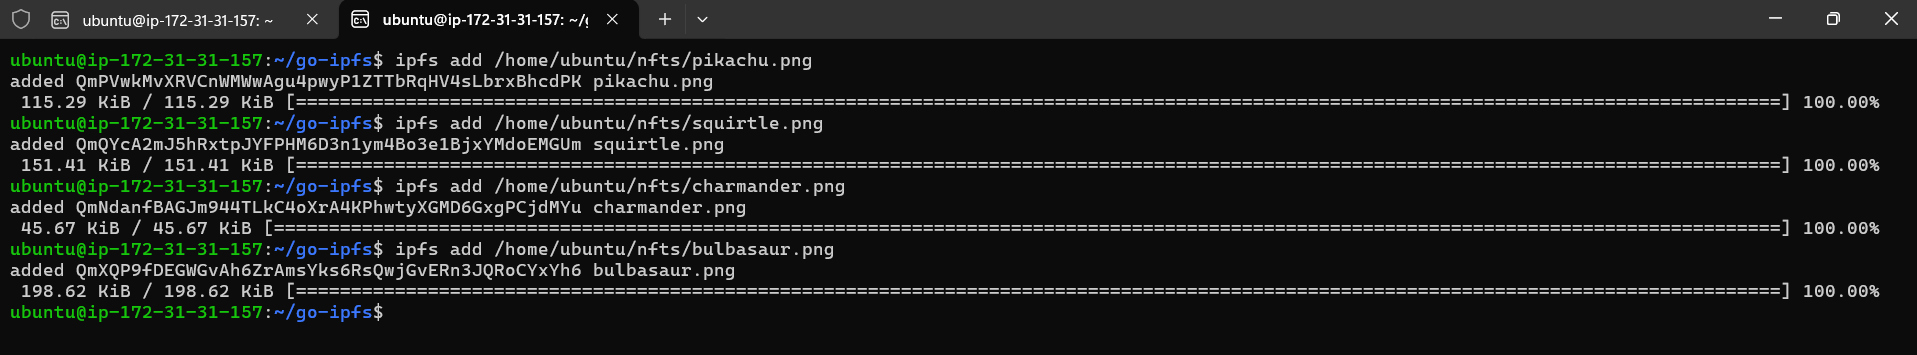 ubuntu@ip-172-31-31-157: ~
ubuntu@ip-172-31-31-157: ~/g
ubuntu@ip-172-31-31-157:~/go-ipfs$ ipfs add /home/ubuntu/nfts/pikachu.png
added QmPVwkMvXRVCnWMWwAgu4pwyP1ZTTbRqHV4sLbrxBhcdPK pikachu.png
115.29 KiB / 115.29 KiB [=======================================================================================================================================] 100.00%
ubuntu@ip-172-31-31-157:~/go-ipfs$ ipfs add /home/ubuntu/nfts/squirtle.png
added QmQYcA2mJ5hRxtpJYFPHM6D3n1ym4Bo3e1BjxYMdoEMGUm squirtle.png
151.41 KiB / 151.41 KiB [=======================================================================================================================================] 100.00%
ubuntu@ip-172-31-31-157:~/go-ipfs$ ipfs add /home/ubuntu/nfts/charmander.png
added QmNdanfBAGJm944TLkC4oXrA4KPhwtyXGMD6GxgPCjdMYu charmander.png
45.67 KiB / 45.67 KiB [=========================================================================================================================================] 100.00%
ubuntu@ip-172-31-31-157:~/go-ipfs$ ipfs add /home/ubuntu/nfts/bulbasaur.png
added QmXQP9fDEGWGvAh6ZrAmsYks6RsQwjGvERn3JQRoCYxYh6 bulbasaur.png
198.62 KiB / 198.62 KiB [=======================================================================================================================================] 100.00%
ubuntu@ip-172-31-31-157:~/go-ipfs$